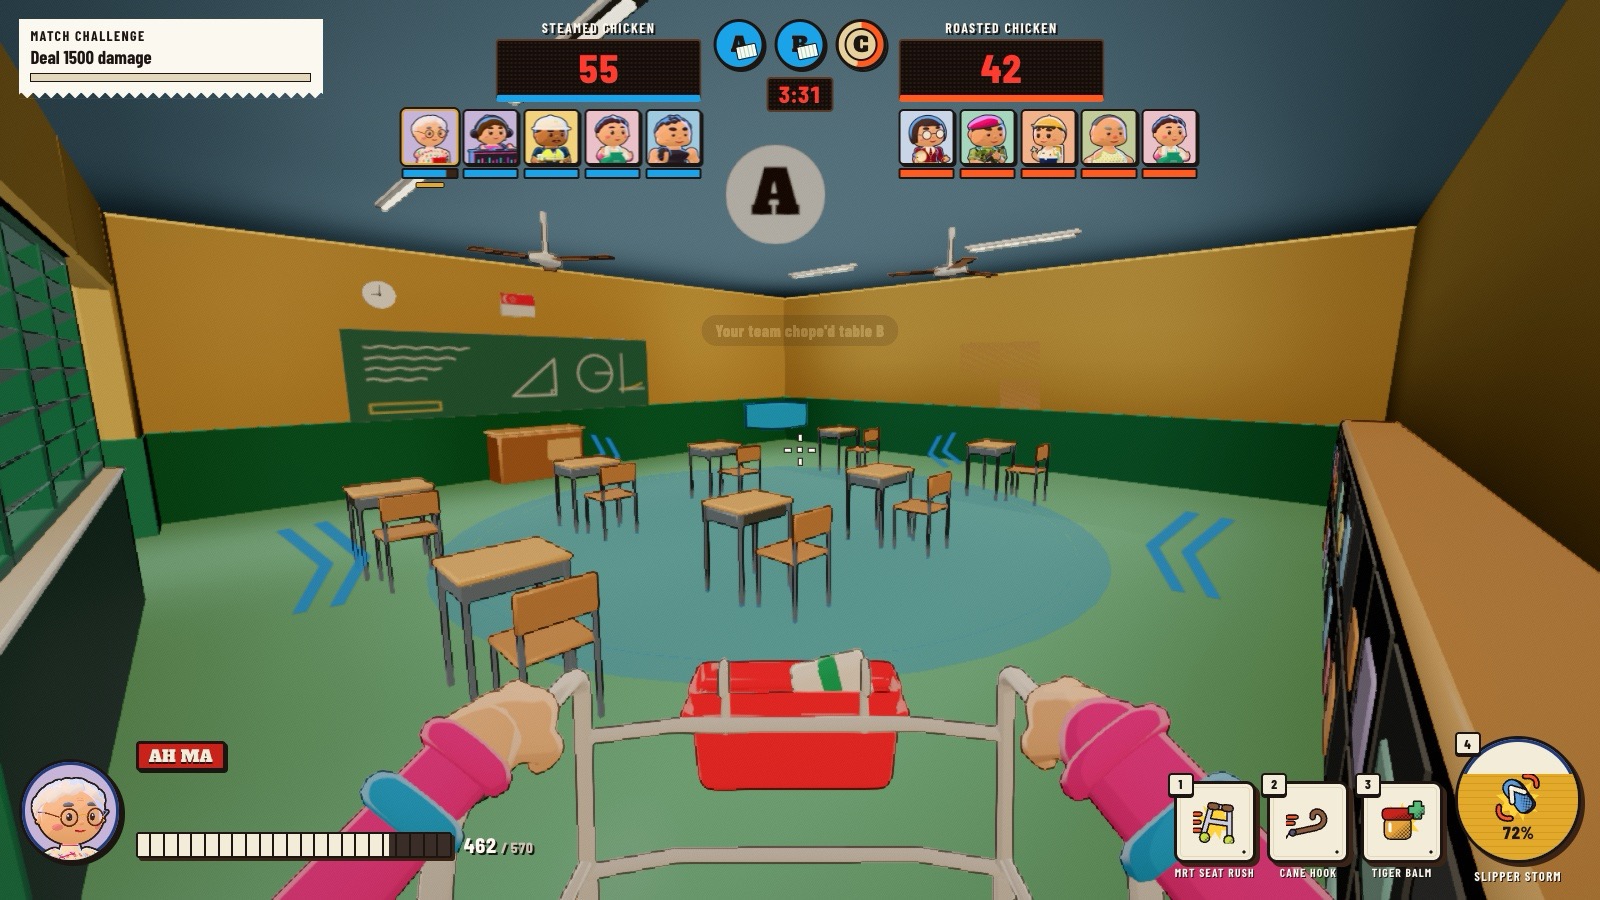 MATCH CHALLENGE
Deal 1500 damage
STEAMED CHICKEN
55
A
B
C
3:31
ROASTED CHICKEN
42
A
Your team chope'd table B
AH MA
462 / 570
1
MRT SEAT RUSH
2
CANE HOOK
3
TIGER BALM
4
72%
SLIPPER STORM